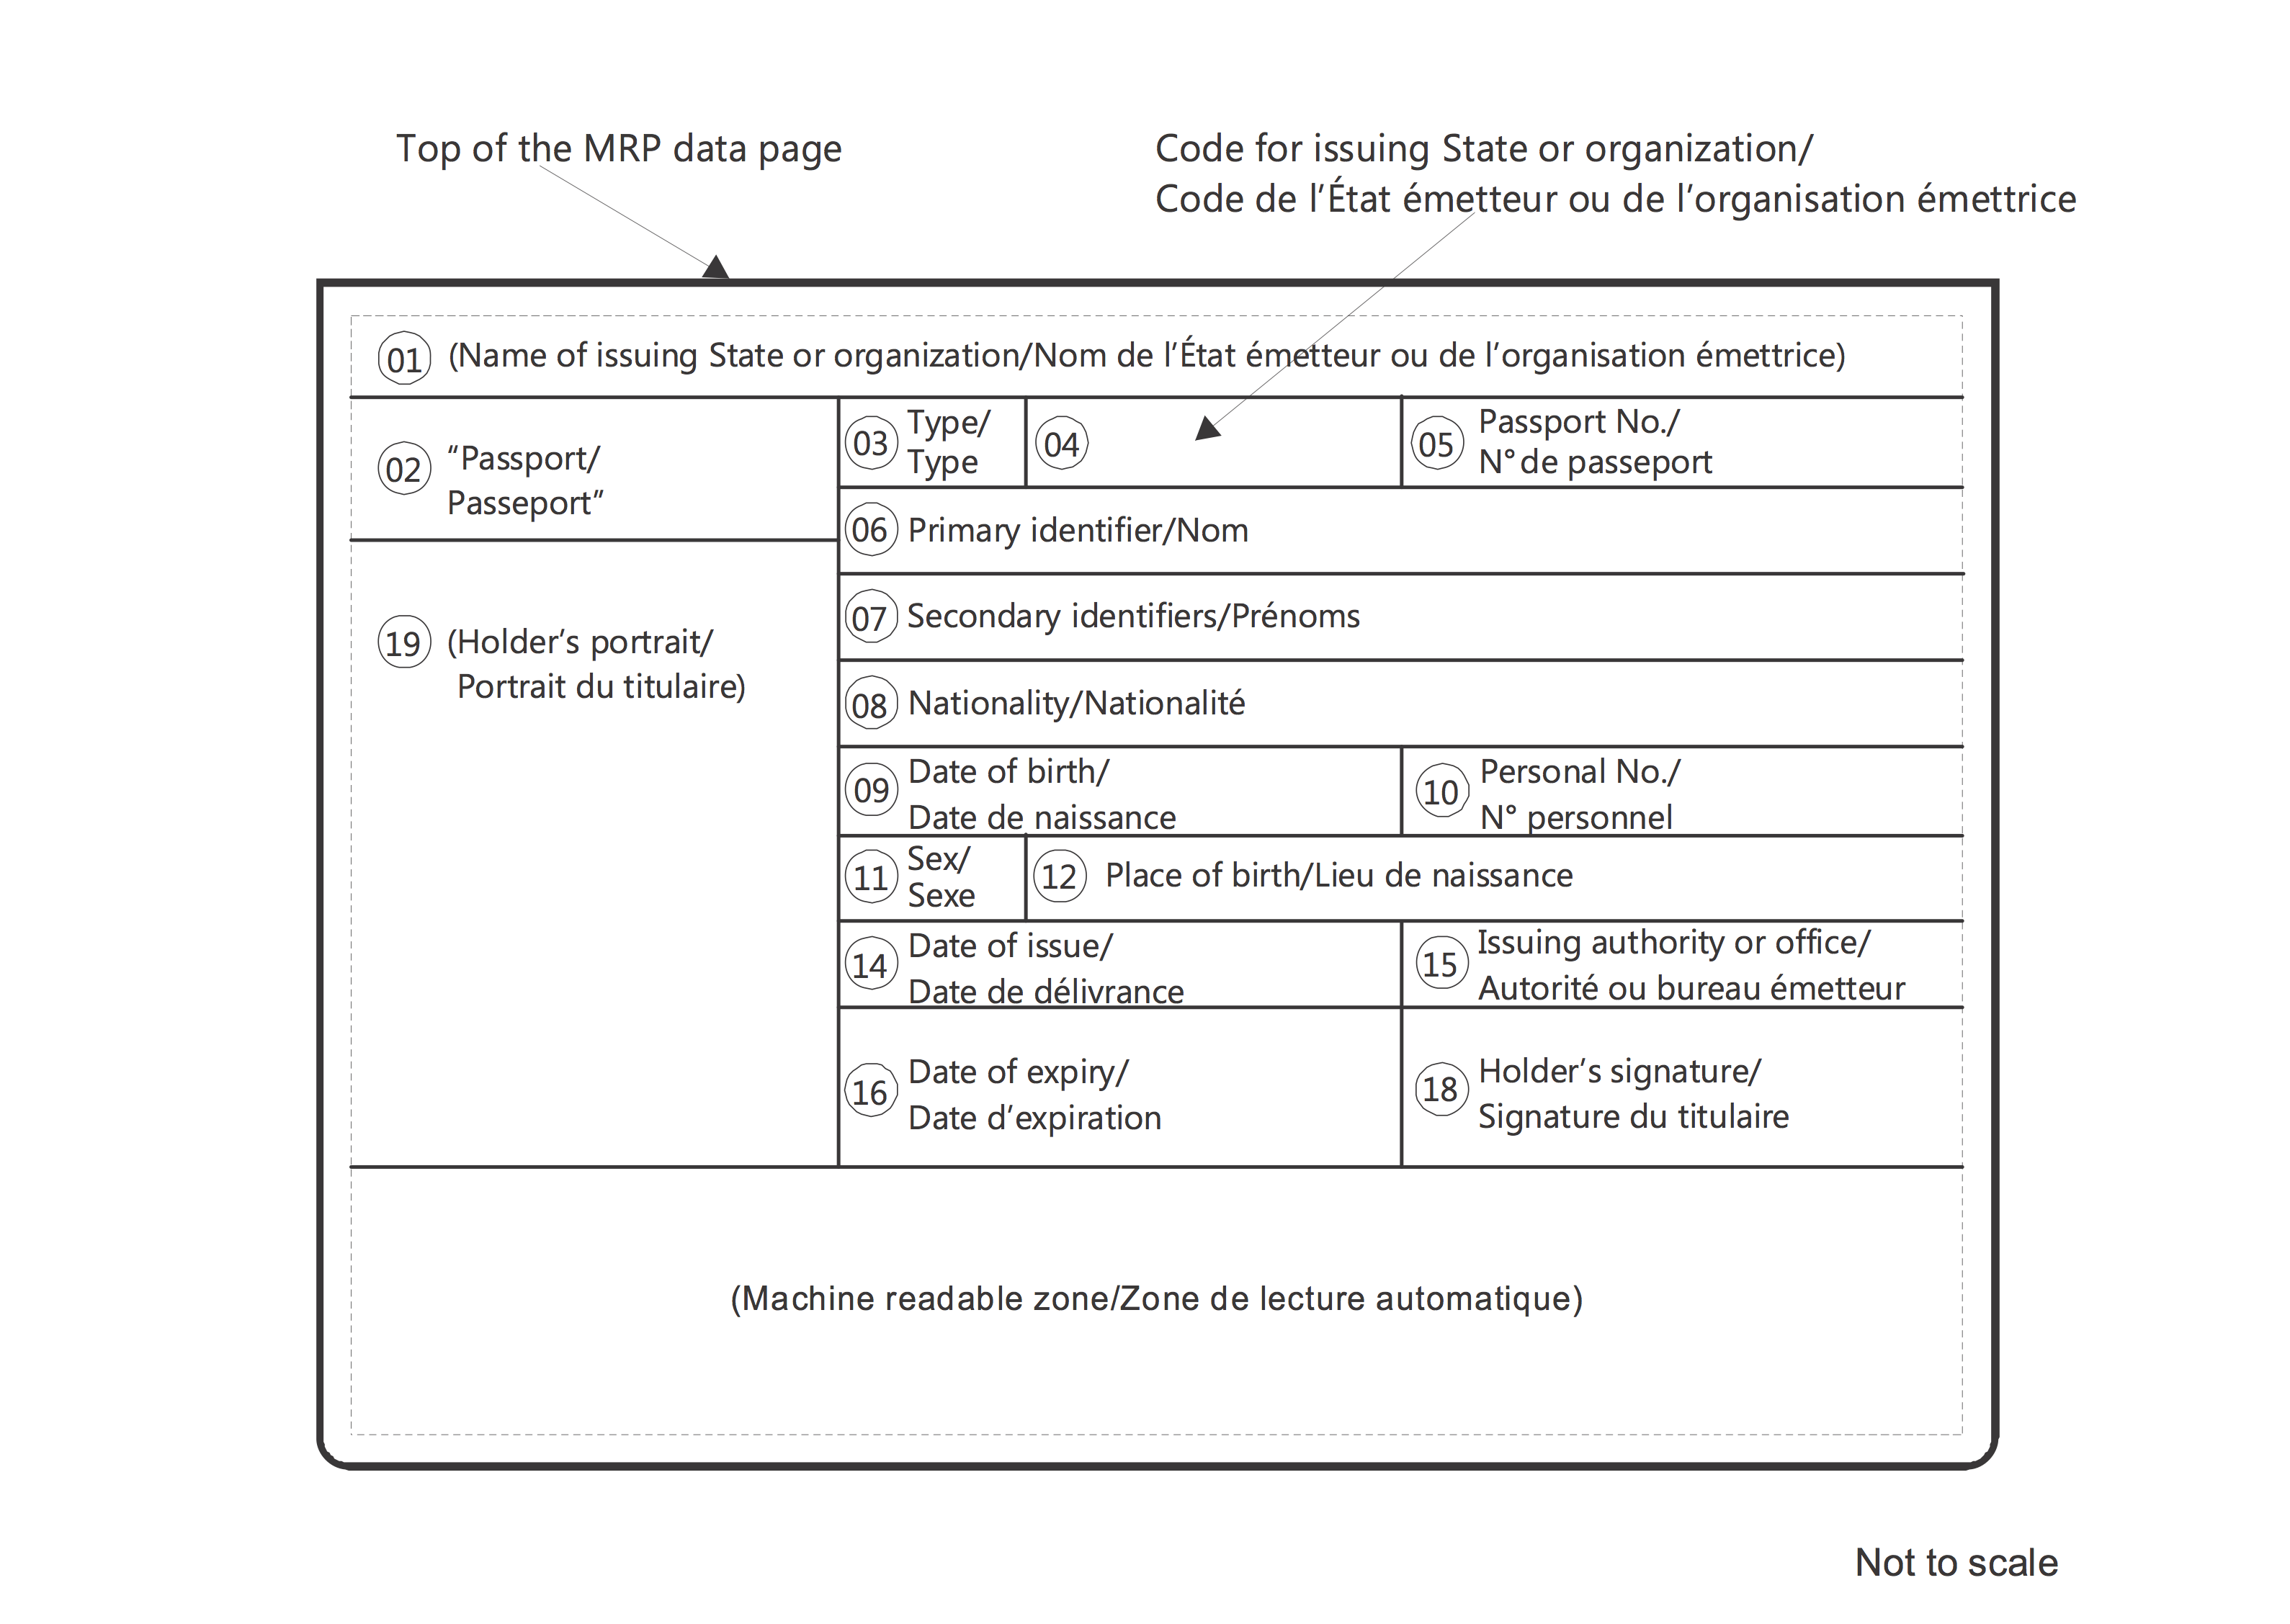 Top of the MRP data page
Code for issuing State or organization/
Code de l’État émetteur ou de l’organisation émettrice
01 (Name of issuing State or organization/Nom de l’État émetteur ou de l’organisation émettrice)
02 “Passport/
Passeport”
03 Type/
Type
04
05 Passport No./
N° de passeport
06 Primary identifier/Nom
07 Secondary identifiers/Prénoms
19 (Holder’s portrait/
Portrait du titulaire)
08 Nationality/Nationalité
09 Date of birth/
Date de naissance
10 Personal No./
N° personnel
11 Sex/
Sexe
12 Place of birth/Lieu de naissance
14 Date of issue/
Date de délivrance
15 Issuing authority or office/
Autorité ou bureau émetteur
16 Date of expiry/
Date d’expiration
18 Holder’s signature/
Signature du titulaire
(Machine readable zone/Zone de lecture automatique)
Not to scale